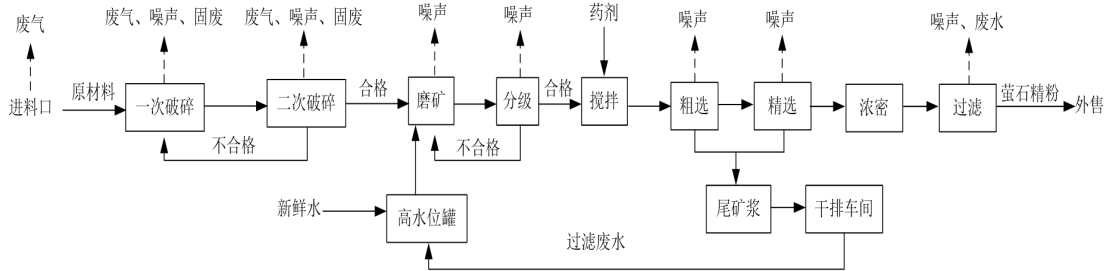 废气
废气、噪声、固废
废气、噪声、固废
噪声
噪声
药剂
噪声
噪声
噪声、废水
进料口
原材料
一次破碎
二次破碎
合格
磨矿
分级
合格
搅拌
粗选
精选
浓密
过滤
萤石精粉
外售
不合格
不合格
新鲜水
高水位罐
尾矿浆
干排车间
过滤废水